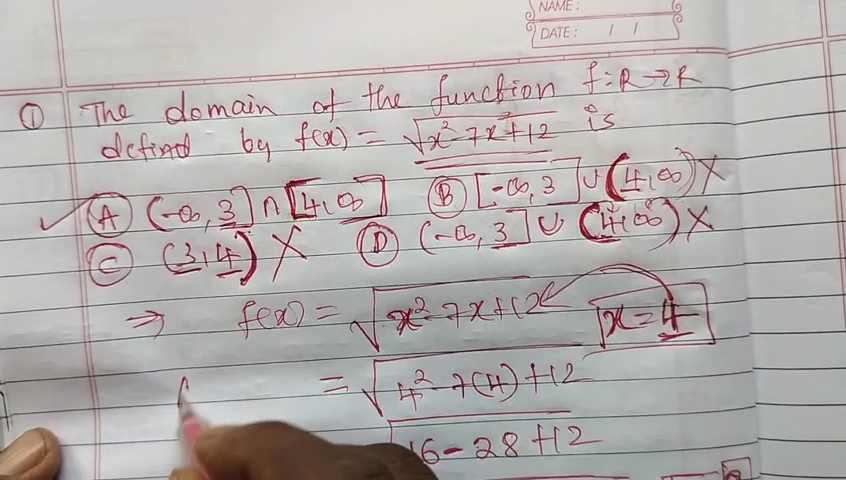 NAME:
DATE: / /
① The domain of the function f:R→R
defined by f(x) = √x²-7x+12 is
✓ Ⓐ (-∞, 3] ∩ [4, ∞] Ⓑ [-∞, 3] ∪ (4, ∞) X
Ⓒ (3, 4) X Ⓓ (-∞, 3] ∪ (4, ∞) X
⇒ f(x) = √x²-7x+12 x=4
= √4²-7(4)+12
16-28+12